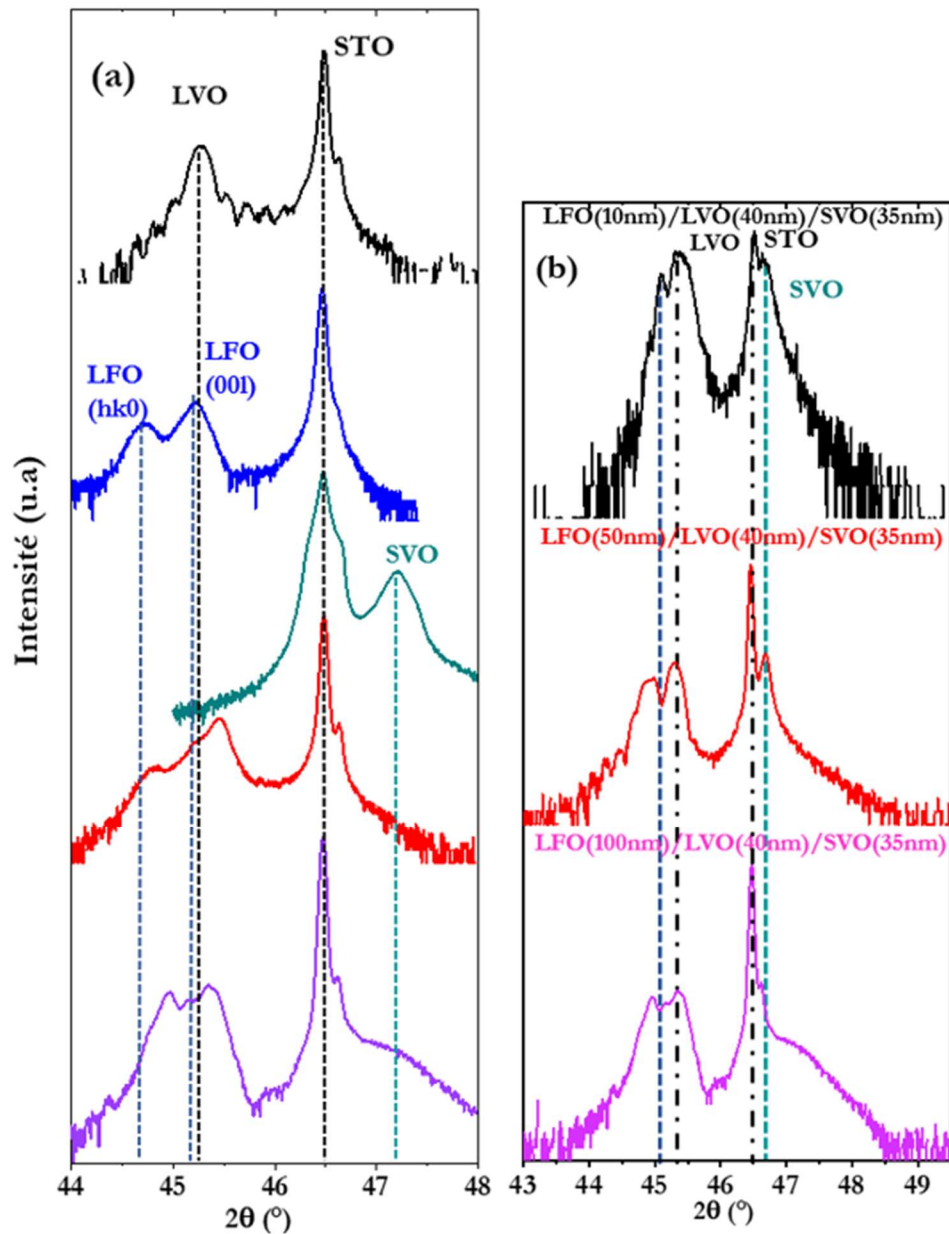 (a)
STO
LVO
LFO
(hk0)
LFO
(00l)
SVO
Intensité (u.a)
44 45 46 47 48
2θ (°)
(b)
LFO(10nm)/LVO(40nm)/SVO(35nm)
LVO
STO
SVO
LFO(50nm)/LVO(40nm)/SVO(35nm)
LFO(100nm)/LVO(40nm)/SVO(35nm)
43 44 45 46 47 48 49
2θ (°)